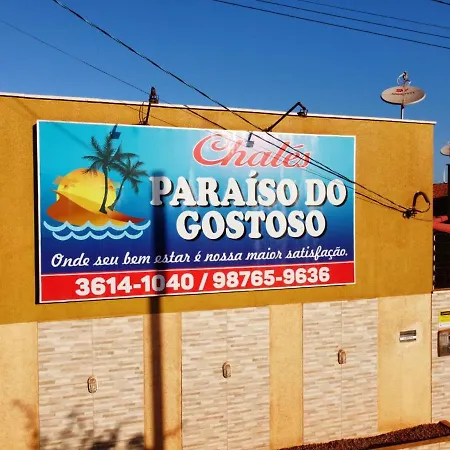 Chalés
PARAÍSO DO
GOSTOSO
Onde seu bem estar é nossa maior satisfação.
3614-1040 / 98765-9636